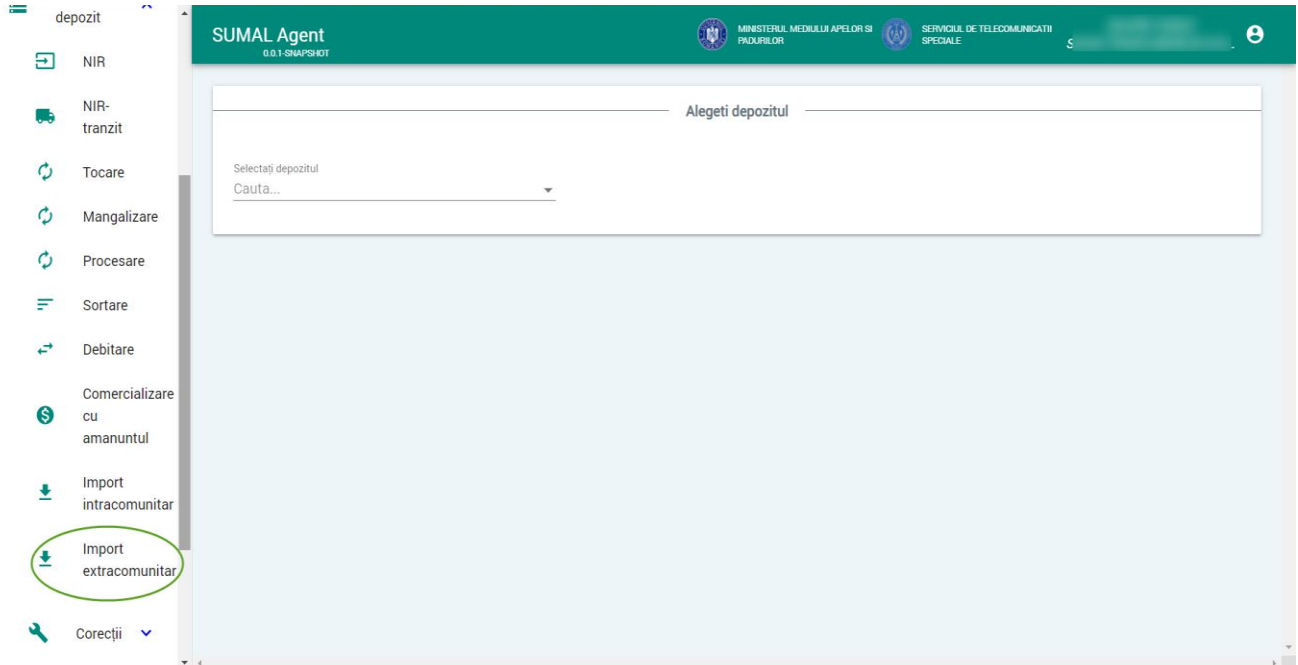 depozit
NIR
NIR-
tranzit
Tocare
Mangalizare
Procesare
Sortare
Debitare
Comercializare
cu
amanuntul
Import
intracomunitar
Import
extracomunitar
Corecții
SUMAL Agent
0.0.1-SNAPSHOT
MINISTERUL MEDIULUI APELOR SI
PADURILOR
SERVICIUL DE TELECOMUNICATII
SPECIALE
Alegeti depozitul
Selectați depozitul
Cauta...